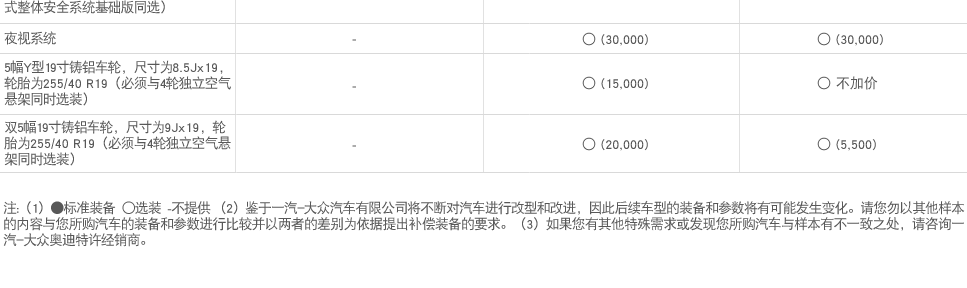 式整体安全系统基础版同选）
夜视系统 - ○（30,000） ○（30,000）
5幅Y型19寸铸铝车轮，尺寸为8.5Jx19，
轮胎为255/40 R19（必须与4轮独立空气
悬架同时选装）
- ○（15,000） ○ 不加价
双5幅19寸铸铝车轮，尺寸为9Jx19，轮
胎为255/40 R19（必须与4轮独立空气悬
架同时选装）
- ○（20,000） ○（5,500）
注:（1）●标准装备 ○选装 -不提供 （2）鉴于一汽-大众汽车有限公司将不断对汽车进行改型和改进，因此后续车型的装备和参数将有可能发生变化。请您勿以其他样本
的内容与您所购汽车的装备和参数进行比较并以两者的差别为依据提出补偿装备的要求。（3）如果您有其他特殊需求或发现您所购汽车与样本有不一致之处，请咨询一
汽-大众奥迪特许经销商。